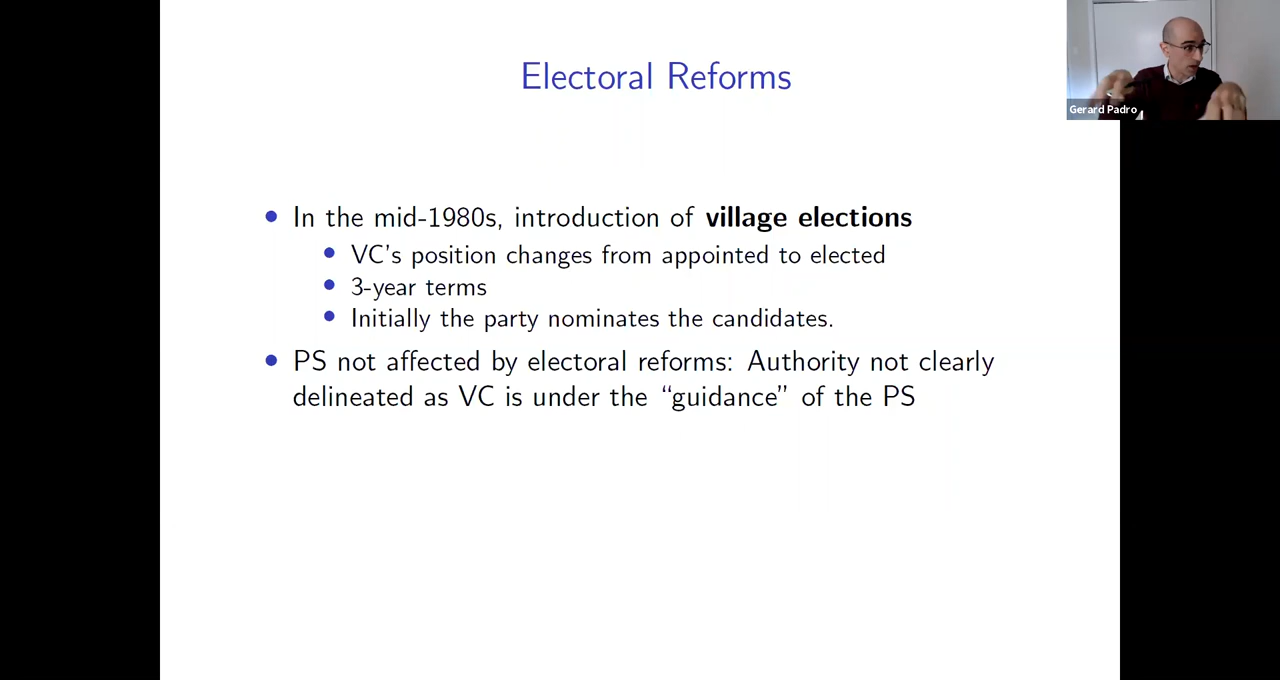 Electoral Reforms
Gerard Padro
• In the mid-1980s, introduction of village elections
• VC's position changes from appointed to elected
• 3-year terms
• Initially the party nominates the candidates.
• PS not affected by electoral reforms: Authority not clearly
delineated as VC is under the “guidance” of the PS